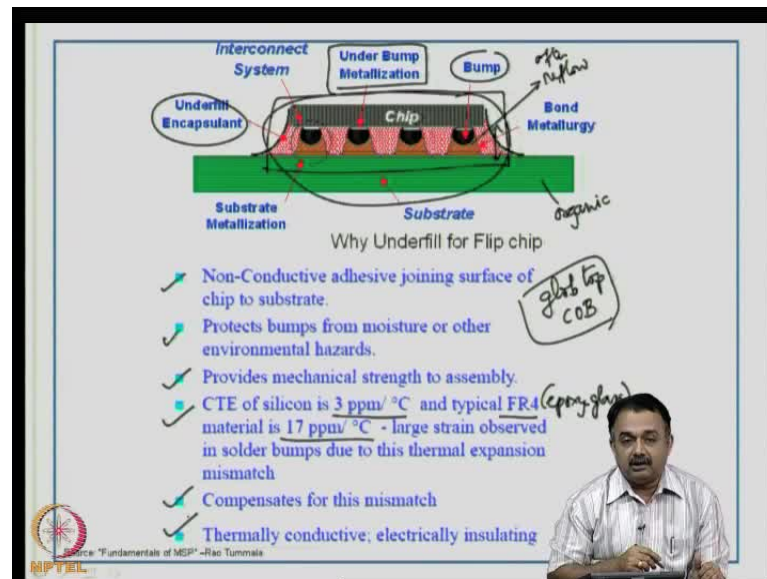 Interconnect
System
Under Bump
Metallization
Bump
after
reflow
Underfill
Encapsulant
Chip
Bond
Metallurgy
Substrate
Metallization
Substrate
organic
Why Underfill for Flip chip
Non-Conductive adhesive joining surface of
chip to substrate.
glob top
COB
Protects bumps from moisture or other
environmental hazards.
Provides mechanical strength to assembly.
CTE of silicon is 3 ppm/ °C and typical FR4 (epoxy-glass)
material is 17 ppm/ °C - large strain observed
in solder bumps due to this thermal expansion
mismatch
Compensates for this mismatch
Thermally conductive; electrically insulating
Source: "Fundamentals of MSP" –Rao Tummala
NPTEL